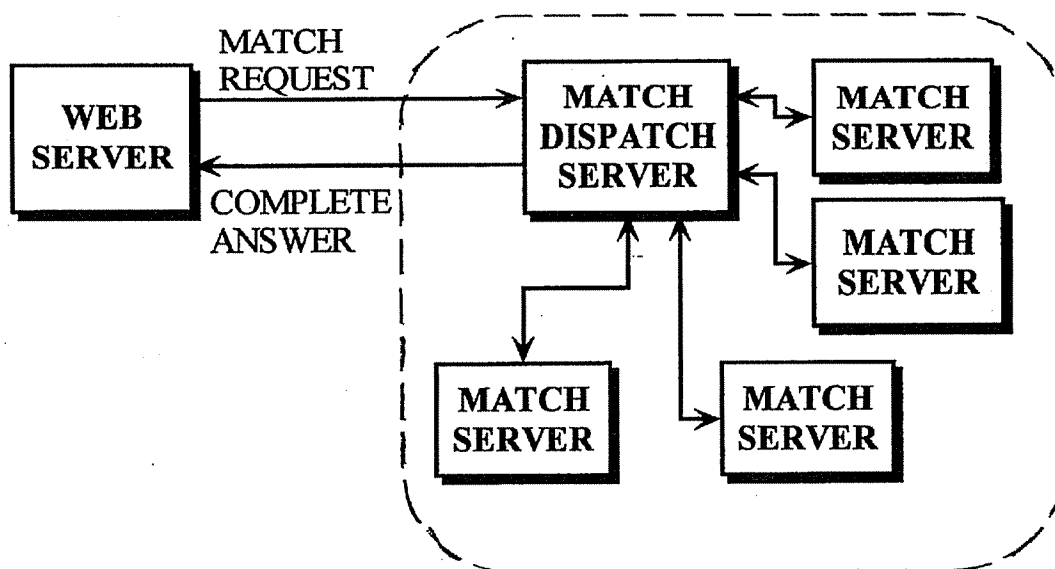 MATCH
REQUEST
WEB
SERVER
COMPLETE
ANSWER
MATCH
DISPATCH
SERVER
MATCH
SERVER
MATCH
SERVER
MATCH
SERVER
MATCH
SERVER